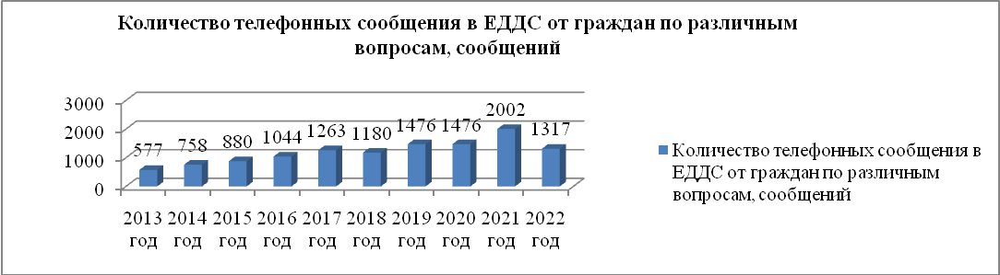 Количество телефонных сообщения в ЕДДС от граждан по различным
вопросам, сообщений
3000
2000
1000
0
577 758 880 1044 1263 1180 1476 1476 2002 1317
2013 2014 2015 2016 2017 2018 2019 2020 2021 2022
год год год год год год год год год год
Количество телефонных сообщения в
ЕДДС от граждан по различным
вопросам, сообщений